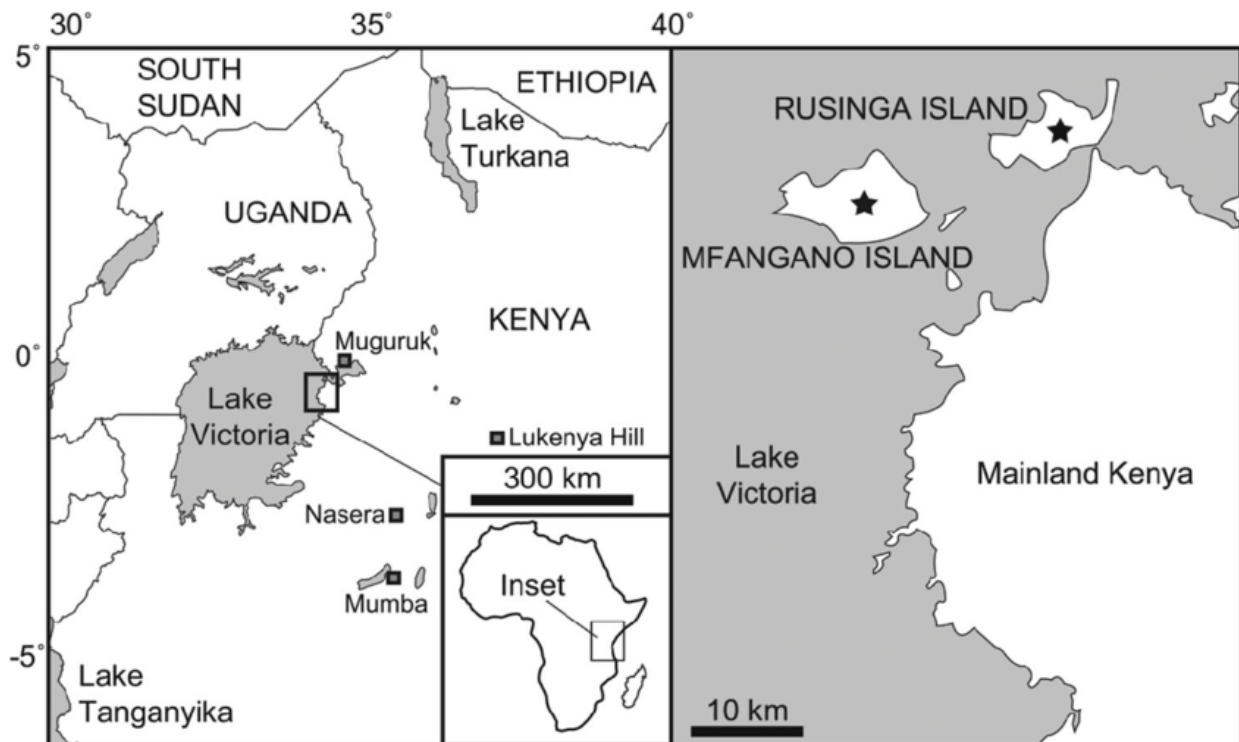 30°
35°
40°
5°
SOUTH
SUDAN
ETHIOPIA
Lake
Turkana
UGANDA
KENYA
0°
Muguruk
Lake
Victoria
Lukenya Hill
300 km
Nasera
Inset
Mumba
-5°
Lake
Tanganyika
RUSINGA ISLAND
MFANGANO ISLAND
Lake
Victoria
Mainland Kenya
10 km